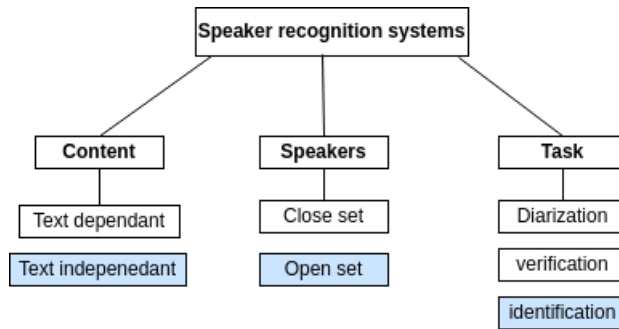 Speaker recognition systems
Content
Speakers
Task
Text dependant
Close set
Diarization
Text indepenedant
Open set
verification
identification